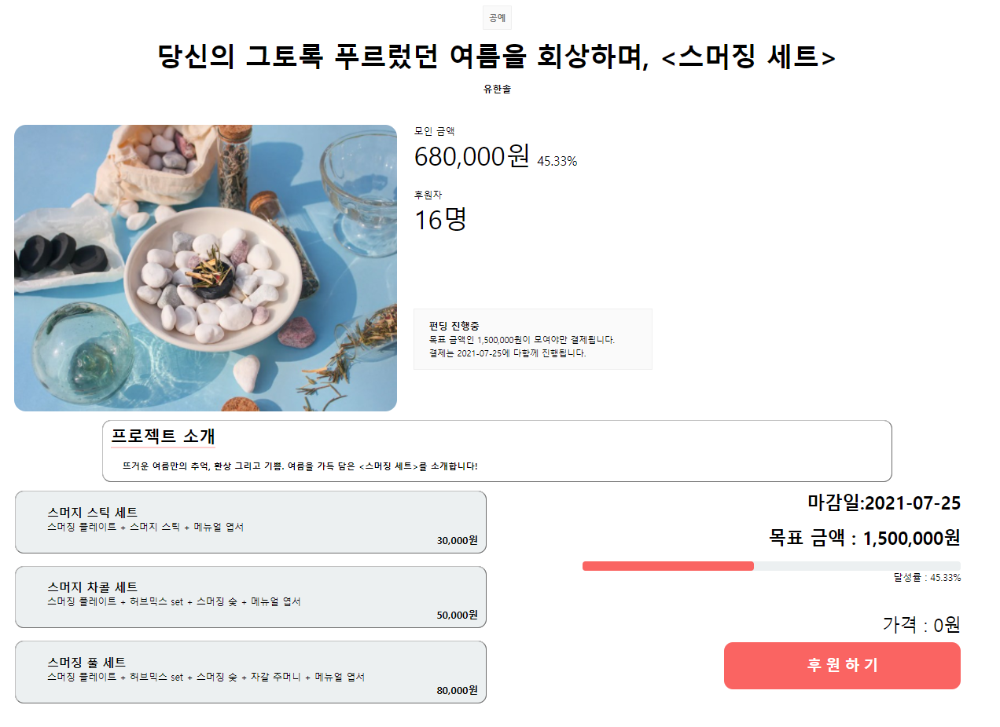 공예
당신의 그토록 푸르렀던 여름을 회상하며, <스머징 세트>
유한솔
모인 금액
680,000원 45.33%
후원자
16명
펀딩 진행중
목표 금액인 1,500,000원이 모여야만 결제됩니다.
결제는 2021-07-25에 다함께 진행됩니다.
프로젝트 소개
뜨거운 여름만의 추억, 환상 그리고 기쁨. 여름을 가득 담은 <스머징 세트>를 소개합니다!
스머지 스틱 세트
스머징 플레이트 + 스머지 스틱 + 메뉴얼 엽서
30,000원
스머지 차콜 세트
스머징 플레이트 + 허브믹스 set + 스머징 숯 + 메뉴얼 엽서
50,000원
스머징 풀 세트
스머징 플레이트 + 허브믹스 set + 스머징 숯 + 자갈 주머니 + 메뉴얼 엽서
80,000원
마감일:2021-07-25
목표 금액 : 1,500,000원
달성률 : 45.33%
가격 : 0원
후원하기